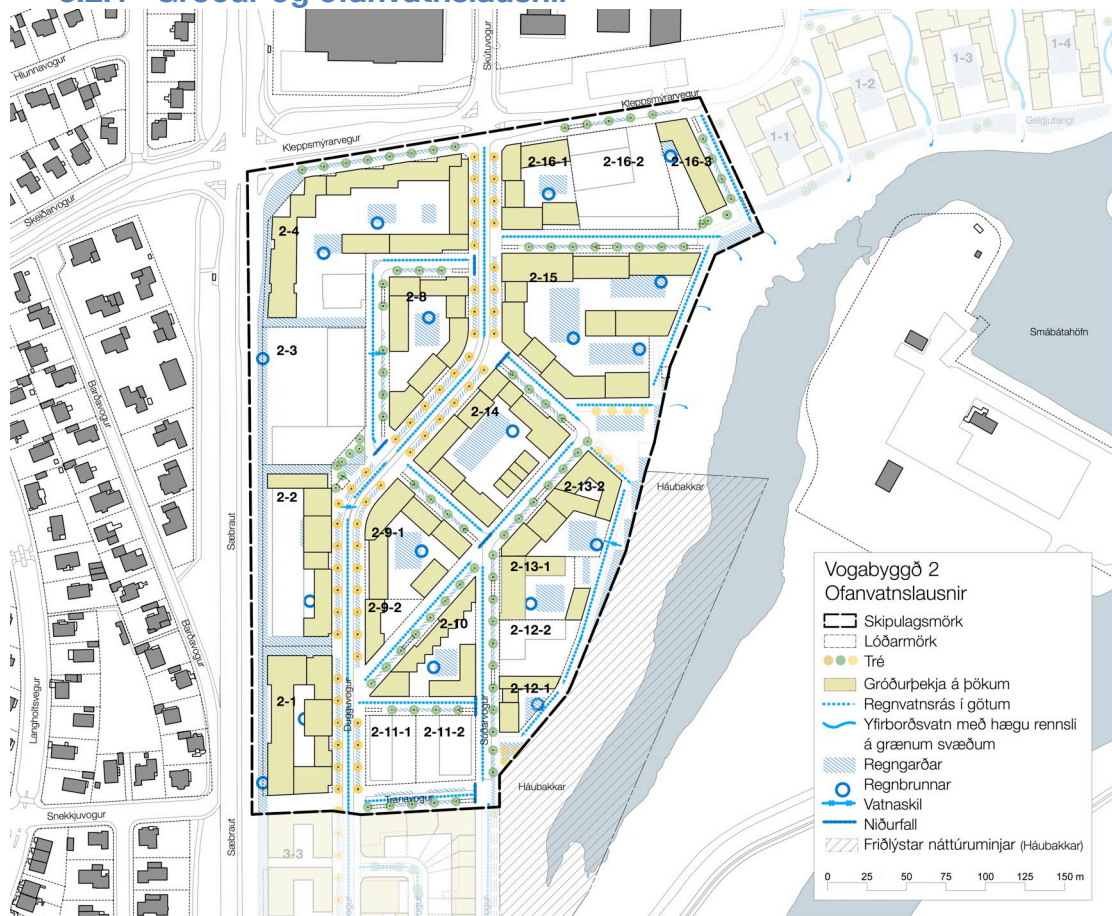 Gróður og ofanvatnslausnir
Hlunnavogur
Skútuvogur
Kleppsmýrarvegur
Kleppsmýrarvegur
Skeiðarvogur
1-1
1-2
1-3
1-4
Gelgjutangi
2-16-1
2-16-2
2-16-3
2-4
2-15
2-8
2-3
Smábátahöfn
Barðavogur
2-14
2-13-2
Háubakkar
2-2
Sæbraut
2-9-1
2-13-1
2-9-2
2-10
2-12-2
Barðavogur
Langholtsvegur
2-1
Dugguvogur
Súðarvogur
2-12-1
2-11-1
2-11-2
Tranavogur
Háubakkar
Snekkjuvogur
Sæbraut
3-3
Vogabyggð 2
Ofanvatnslausnir
Skipulagsmörk
Lóðarmörk
Tré
Gróðurþekja á þökum
Regnvatnsrás í götum
Yfirborðsvatn með hægu rennsli
á grænum svæðum
Regngarðar
Regnbrunnar
Vatnaskil
Niðurfall
Friðlýstar náttúruminjar (Háubakkar)
0 25 50 75 100 150 m